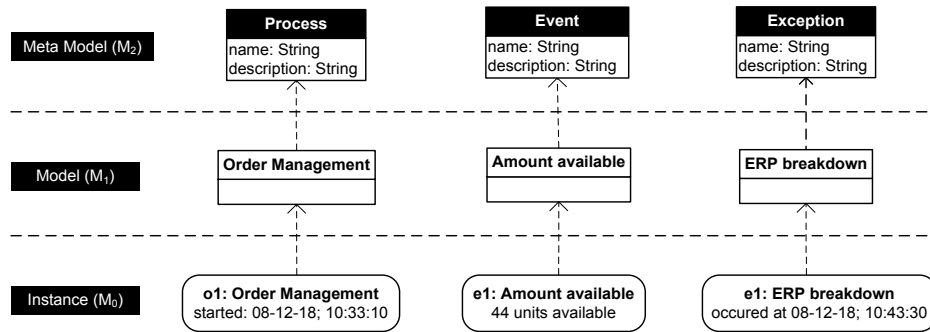 Process
name: String
description: String
Event
name: String
description: String
Exception
name: String
description: String
Meta Model (M₂)
Order Management
Amount available
ERP breakdown
Model (M₁)
o1: Order Management
started: 08-12-18; 10:33:10
e1: Amount available
44 units available
e1: ERP breakdown
occured at 08-12-18; 10:43:30
Instance (M₀)